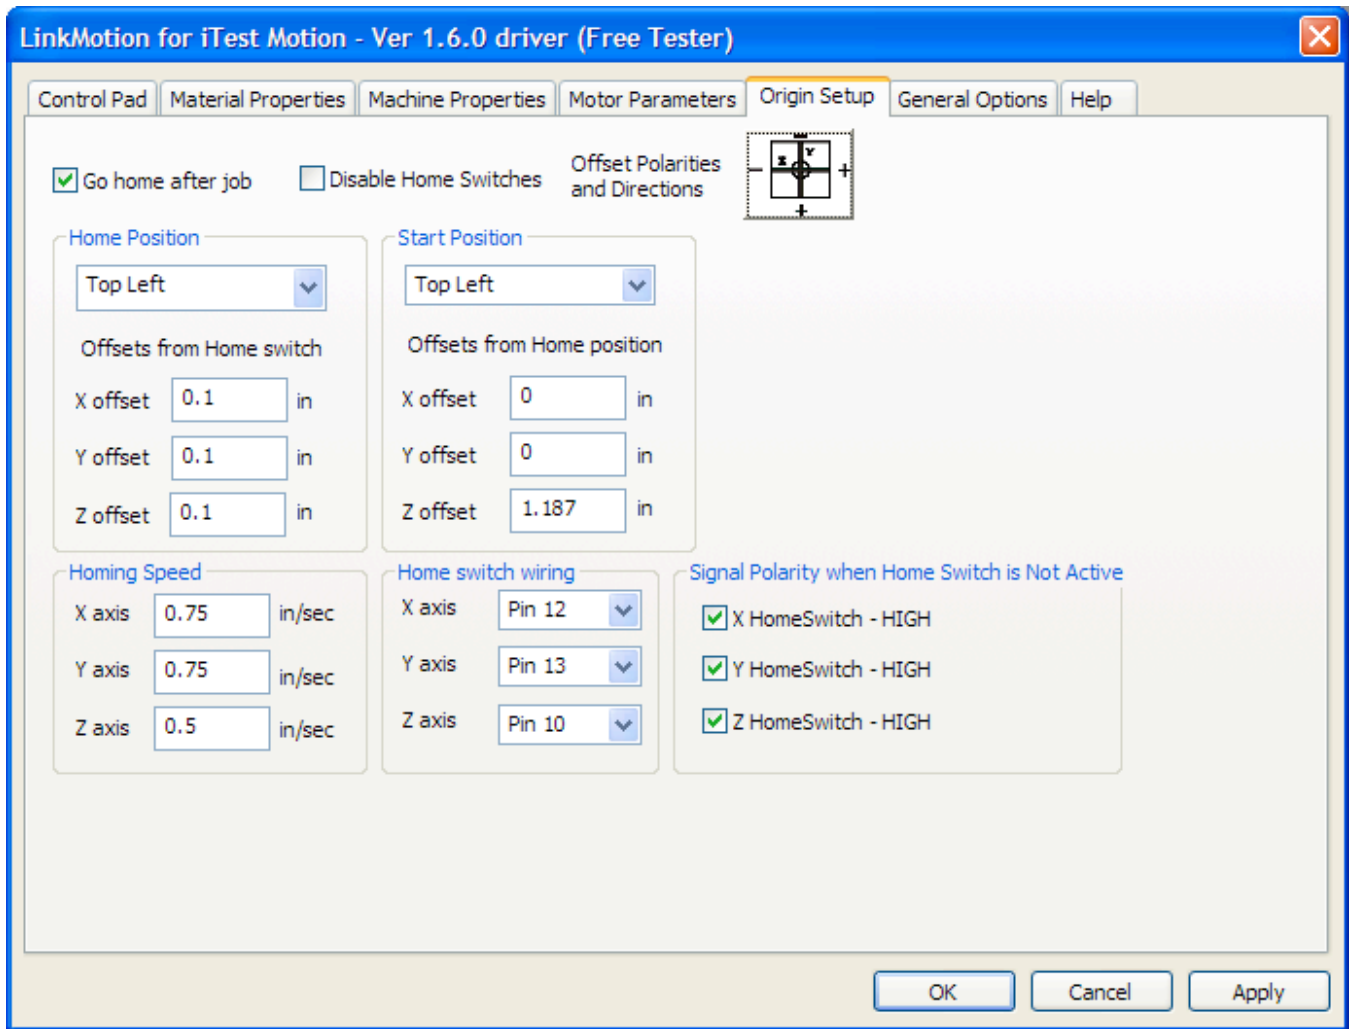 LinkMotion for iTest Motion - Ver 1.6.0 driver (Free Tester)
Control Pad Material Properties Machine Properties Motor Parameters Origin Setup General Options Help
Go home after job Disable Home Switches Offset Polarities
and Directions
X Y
- +
+
Home Position Start Position
Top Left Top Left
Offsets from Home switch Offsets from Home position
X offset 0.1 in X offset 0 in
Y offset 0.1 in Y offset 0 in
Z offset 0.1 in Z offset 1.187 in
Homing Speed Home switch wiring Signal Polarity when Home Switch is Not Active
X axis 0.75 in/sec X axis Pin 12 X HomeSwitch - HIGH
Y axis 0.75 in/sec Y axis Pin 13 Y HomeSwitch - HIGH
Z axis 0.5 in/sec Z axis Pin 10 Z HomeSwitch - HIGH
OK Cancel Apply